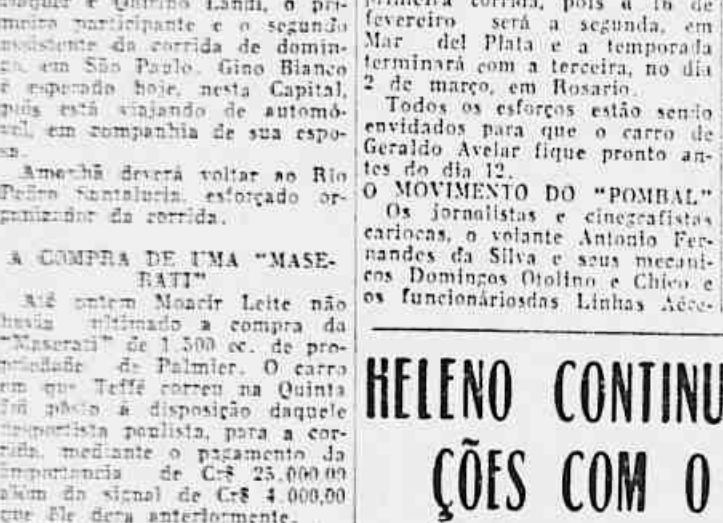 e Quirino Landi, o pri-
meiro participante e o segundo
assistente da corrida de domin-
go, em São Paulo. Gino Bianco
é esperado hoje, nesta Capital,
pois está viajando de automó-
vel, em companhia de sua espo-
sa.
Amanhã deverá voltar ao Rio
Pedro Santalucia, esforçado or-
ganizador da corrida.
A COMPRA DE UMA "MASE-
RATI"
Até ontem Moacir Leite não
havia ultimado a compra da
"Maserati" de 1.500 cc. de pro-
priedade de Palmier. O carro
em que Teffé correu na Quinta
foi pôsto à disposição daquele
desportista paulista, para a cor-
rida, mediante o pagamento da
importancia de Cr$ 25.000,00
além do signal de Cr$ 4.000,00
que êle dera anteriormente.
primeira corrida, pois a 16 de
fevereiro será a segunda, em
Mar del Plata e a temporada
terminará com a terceira, no dia
2 de março, em Rosario.
Todos os esforços estão sendo
envidados para que o carro de
Geraldo Avelar fique pronto an-
tes do dia 12.
O MOVIMENTO DO "POMBAL"
Os jornalistas e cinegrafistas
cariocas, o volante Antonio Fer-
nandes da Silva e seus mecani-
cos Domingos Otolino e Chico e
os funcionáriosdas Linhas Aére-
HELENO CONTINU
ÇÕES COM O